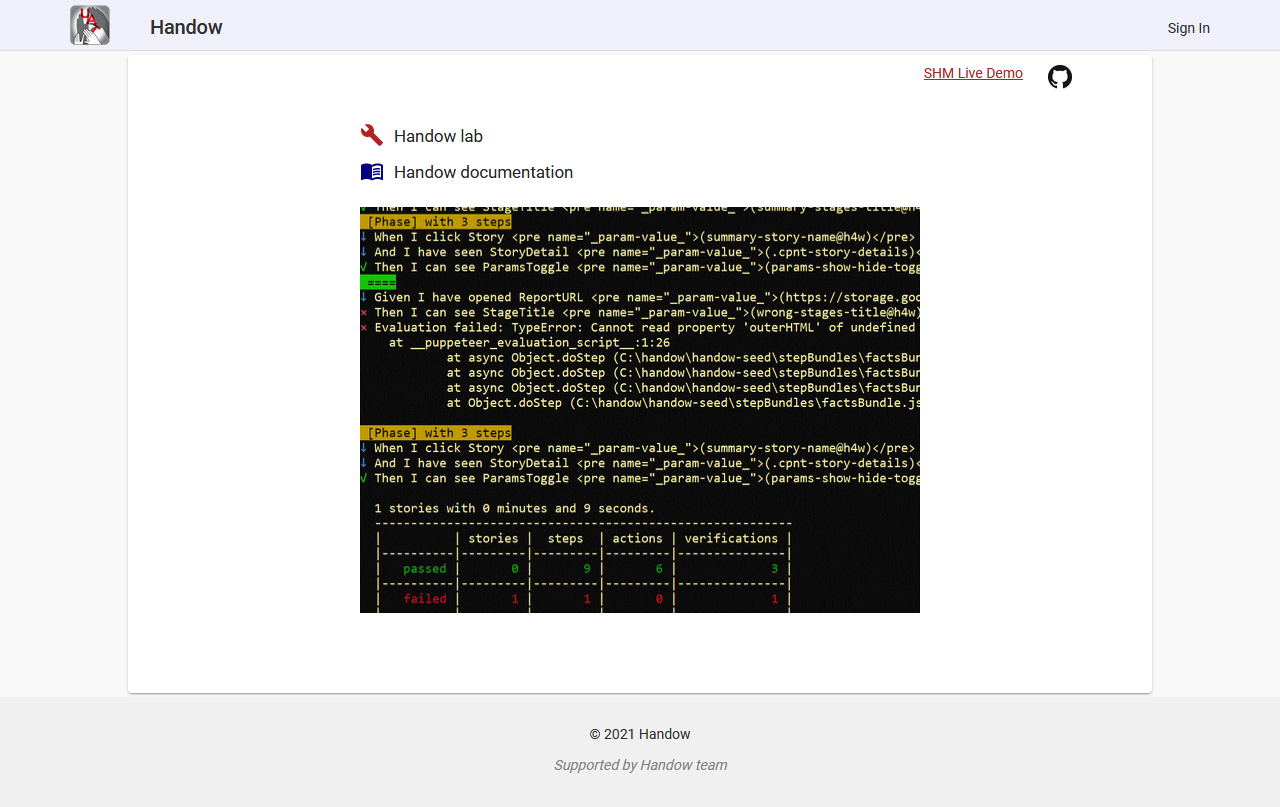 UA
Handow
Sign In
SHM Live Demo
Handow lab
Handow documentation
√ Then I can see StageTitle <pre name="_param-value_">(summary-stages-title@h4
[Phase] with 3 steps
↓ When I click Story <pre name="_param-value_">(summary-story-name@h4w)</pre>
↓ And I have seen StoryDetail <pre name="_param-value_">(.cpnt-story-details)<
√ Then I can see ParamsToggle <pre name="_param-value_">(params-show-hide-togg
====
↓ Given I have opened ReportURL <pre name="_param-value_">(https://storage.goo
× Then I can see StageTitle <pre name="_param-value_">(wrong-stages-title@h4w)
× Evaluation failed: TypeError: Cannot read property 'outerHTML' of undefined
at __puppeteer_evaluation_script__:1:26
at async Object.doStep (C:\handow\handow-seed\stepBundles\factsBun
at async Object.doStep (C:\handow\handow-seed\stepBundles\factsBun
at async Object.doStep (C:\handow\handow-seed\stepBundles\factsBun
at Object.doStep (C:\handow\handow-seed\stepBundles\factsBundle.js
[Phase] with 3 steps
↓ When I click Story <pre name="_param-value_">(summary-story-name@h4w)</pre>
↓ And I have seen StoryDetail <pre name="_param-value_">(.cpnt-story-details)<
√ Then I can see ParamsToggle <pre name="_param-value_">(params-show-hide-togg
1 stories with 0 minutes and 9 seconds.
| | stories | steps | actions | verifications |
| passed | 0 | 9 | 6 | 3 |
| failed | 1 | 1 | 0 | 1 |
© 2021 Handow
Supported by Handow team